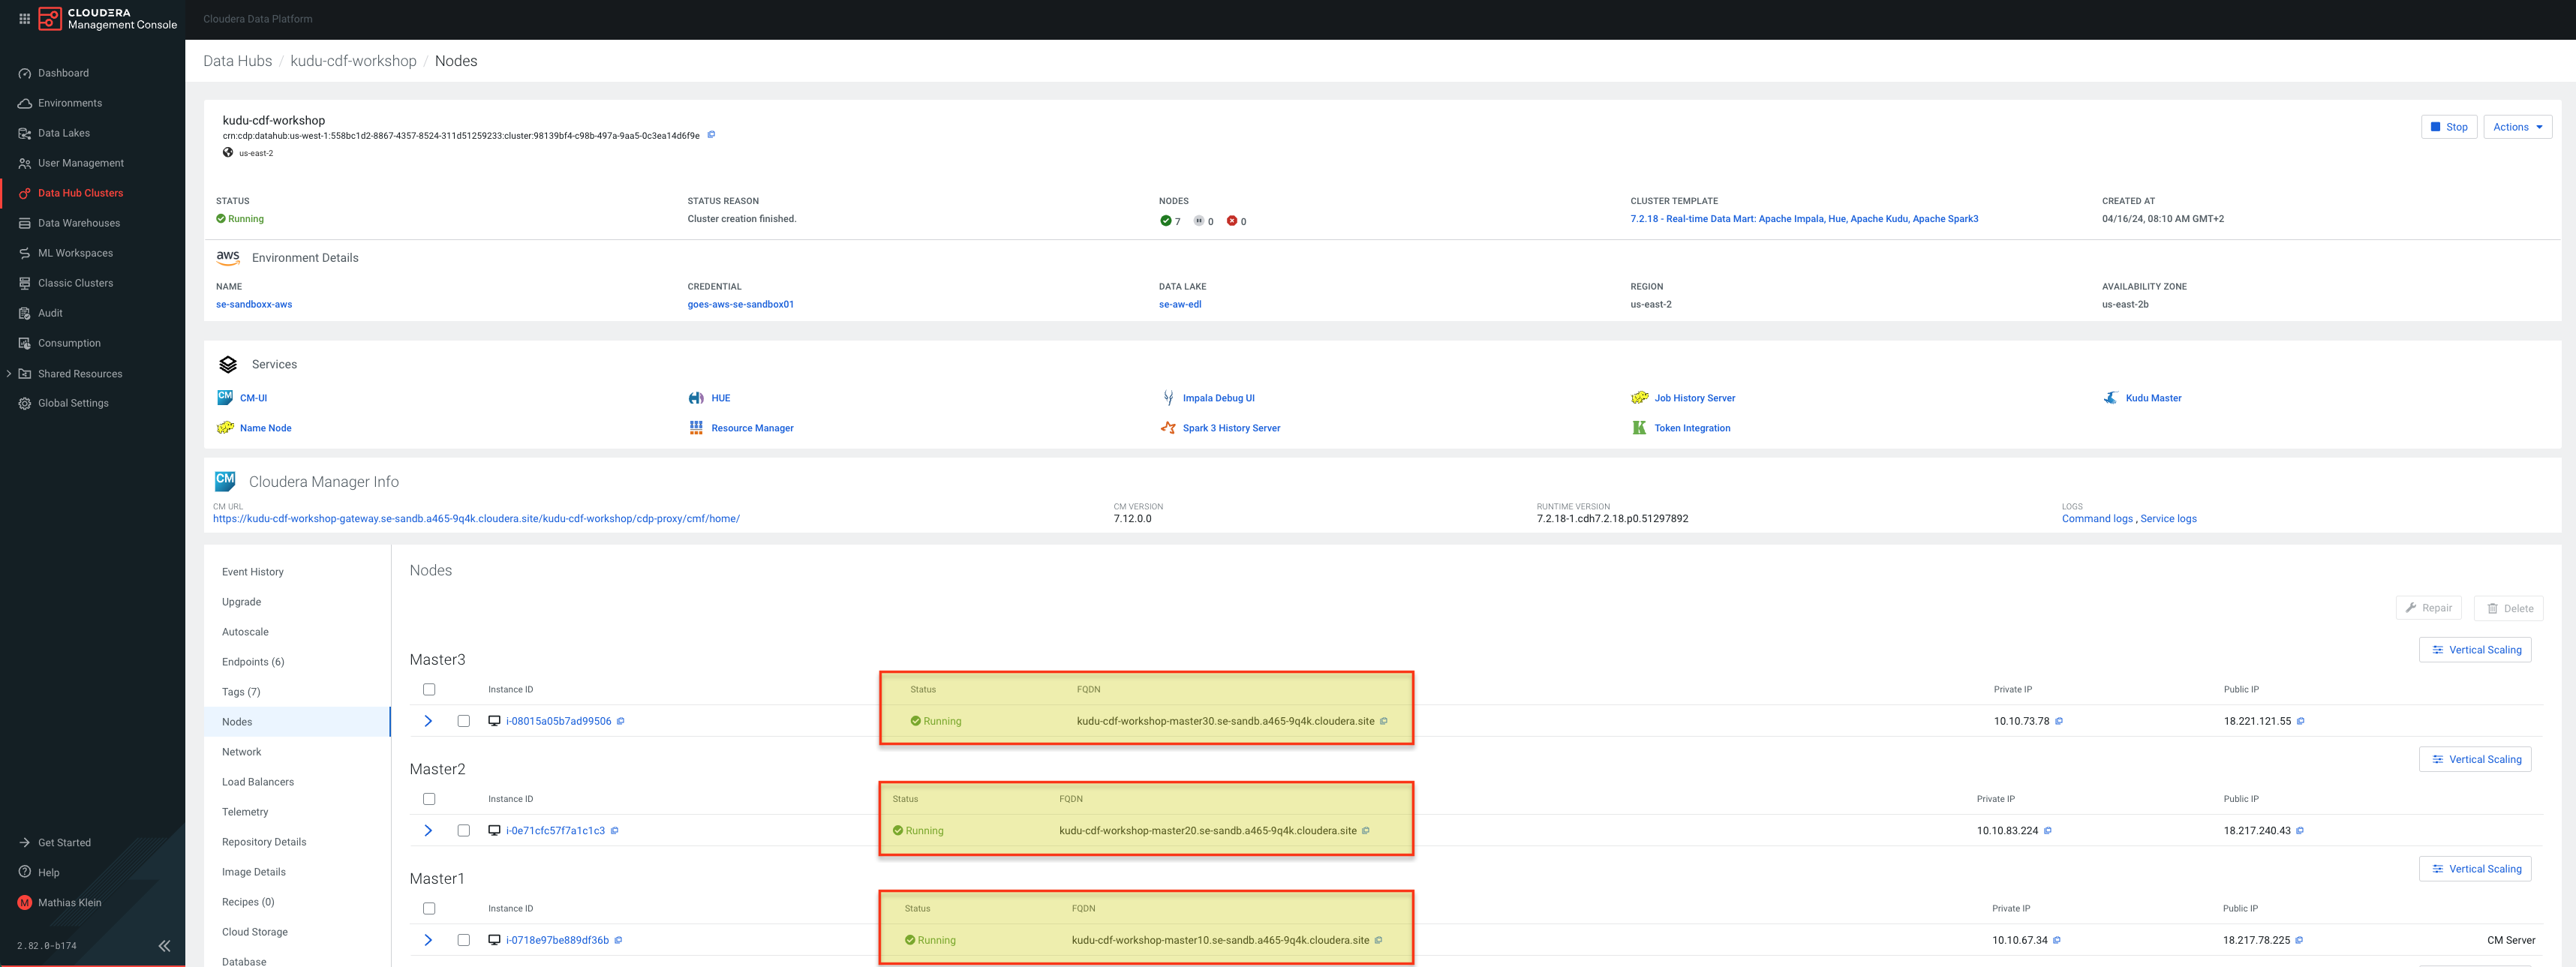 CLOUDERA
Management Console
Cloudera Data Platform
Dashboard
Environments
Data Lakes
User Management
Data Hub Clusters
Data Warehouses
ML Workspaces
Classic Clusters
Audit
Consumption
Shared Resources
Global Settings
Get Started
Help
M Mathias Klein
2.82.0-b174
Data Hubs / kudu-cdf-workshop / Nodes
kudu-cdf-workshop
crn:cdp:datahub:us-west-1:558bc1d2-8867-4357-8524-311d51259233:cluster:98139bf4-c98b-497a-9aa5-0c3ea14d6f9e
us-east-2
Stop Actions
STATUS STATUS REASON NODES CLUSTER TEMPLATE CREATED AT
Running Cluster creation finished. 7 0 0 7.2.18 - Real-time Data Mart: Apache Impala, Hue, Apache Kudu, Apache Spark3 04/16/24, 08:10 AM GMT+2
aws Environment Details
NAME CREDENTIAL DATA LAKE REGION AVAILABILITY ZONE
se-sandboxx-aws goes-aws-se-sandbox01 se-aw-edl us-east-2 us-east-2b
Services
CM CM-UI HUE Impala Debug UI Job History Server Kudu Master
Name Node Resource Manager Spark 3 History Server Token Integration
CM Cloudera Manager Info
CM URL CM VERSION RUNTIME VERSION LOGS
https://kudu-cdf-workshop-gateway.se-sandb.a465-9q4k.cloudera.site/kudu-cdf-workshop/cdp-proxy/cmf/home/ 7.12.0.0 7.2.18-1.cdh7.2.18.p0.51297892 Command logs , Service logs
Event History
Upgrade
Autoscale
Endpoints (6)
Tags (7)
Nodes
Network
Load Balancers
Telemetry
Repository Details
Image Details
Recipes (0)
Cloud Storage
Database
Nodes
Repair Delete
Master3 Vertical Scaling
Instance ID Status FQDN Private IP Public IP
i-08015a05b7ad99506 Running kudu-cdf-workshop-master30.se-sandb.a465-9q4k.cloudera.site 10.10.73.78 18.221.121.55
Master2 Vertical Scaling
Instance ID Status FQDN Private IP Public IP
i-0e71cfc57f7a1c1c3 Running kudu-cdf-workshop-master20.se-sandb.a465-9q4k.cloudera.site 10.10.83.224 18.217.240.43
Master1 Vertical Scaling
Instance ID Status FQDN Private IP Public IP
i-0718e97be889df36b Running kudu-cdf-workshop-master10.se-sandb.a465-9q4k.cloudera.site 10.10.67.34 18.217.78.225 CM Server